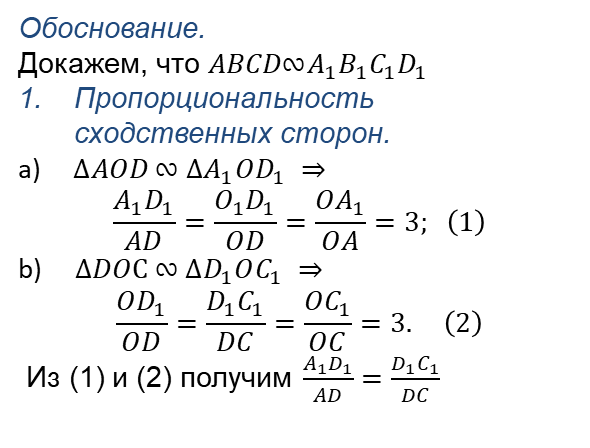 Обоснование.
Докажем, что ABCD∾A₁B₁C₁D₁
1. Пропорциональность
сходственных сторон.
a) ΔAOD ∾ ΔA₁OD₁ ⇒
A₁D₁/AD = O₁D₁/OD = OA₁/OA = 3; (1)
b) ΔDOC ∾ ΔD₁OC₁ ⇒
OD₁/OD = D₁C₁/DC = OC₁/OC = 3. (2)
Из (1) и (2) получим A₁D₁/AD = D₁C₁/DC